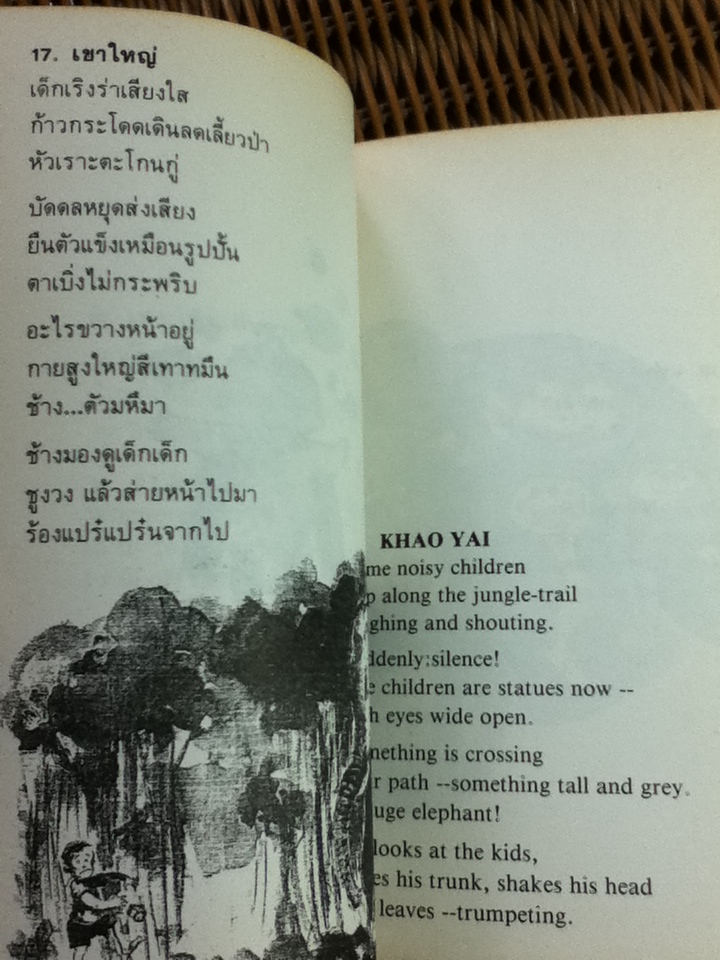 17. เขาใหญ่
เด็กเริงร่าเสียงใส
ก้าวกระโดดเดินลดเลี้ยวป่า
หัวเราะตะโกนกู่
บัดดลหยุดส่งเสียง
ยืนตัวแข็งเหมือนรูปปั้น
ตาเบิ่งไม่กระพริบ
อะไรขวางหน้าอยู่
กายสูงใหญ่สีเทาทมึน
ช้าง...ตัวมหึมา
ช้างมองดูเด็กเด็ก
ชูงวง แล้วส่ายหน้าไปมา
ร้องแปร๋แปร๋นจากไป
KHAO YAI
me noisy children
p along the jungle-trail
ghing and shouting.
ddenly:silence!
e children are statues now --
h eyes wide open.
nething is crossing
r path --something tall and grey.
uge elephant!
looks at the kids,
es his trunk, shakes his head
leaves --trumpeting.